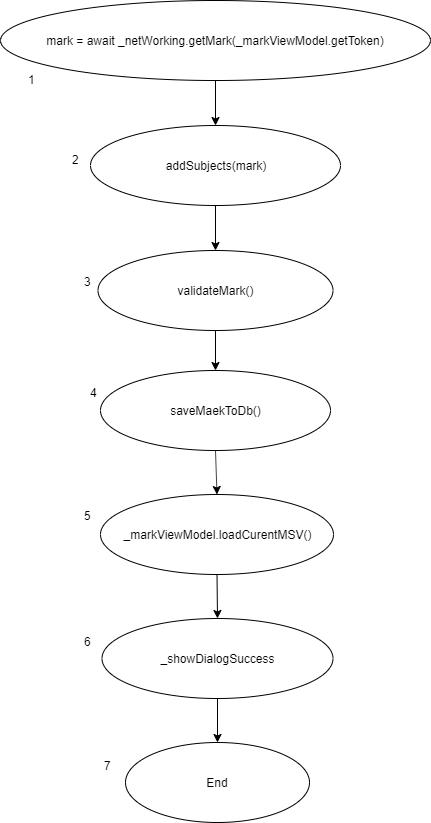 mark = await _netWorking.getMark(_markViewModel.getToken)
1
2
addSubjects(mark)
3
validateMark()
4
saveMaekToDb()
5
_markViewModel.loadCurentMSV()
6
_showDialogSuccess
7
End